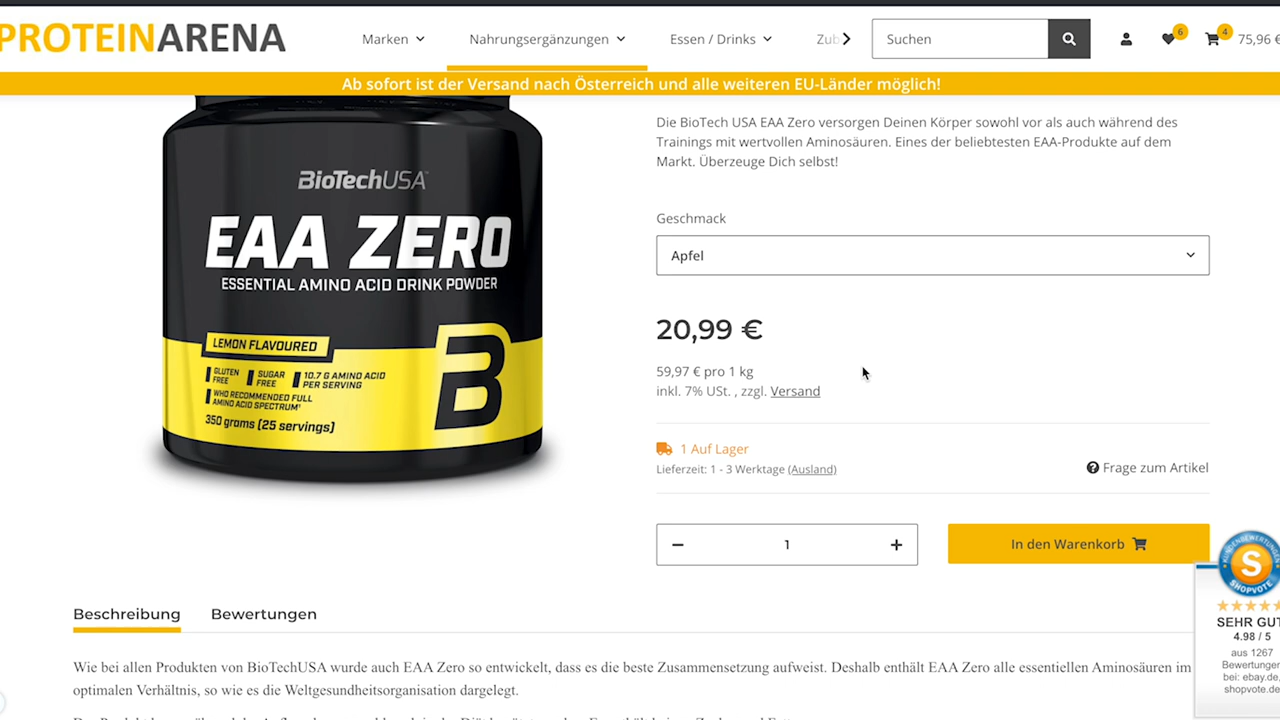 PROTEINARENA
Marken
Nahrungsergänzungen
Essen / Drinks
Suchen
6
4
75,96 €
Ab sofort ist der Versand nach Österreich und alle weiteren EU-Länder möglich!
BioTechUSA
EAA ZERO
ESSENTIAL AMINO ACID DRINK POWDER
LEMON FLAVOURED
GLUTEN FREE
SUGAR FREE
10.7 G AMINO ACID PER SERVING
WHO RECOMMENDED FULL AMINO ACID SPECTRUM
350 grams (25 servings)
B
Die BioTech USA EAA Zero versorgen Deinen Körper sowohl vor als auch während des
Trainings mit wertvollen Aminosäuren. Eines der beliebtesten EAA-Produkte auf dem
Markt. Überzeuge Dich selbst!
Geschmack
Apfel
20,99 €
59,97 € pro 1 kg
inkl. 7% USt. , zzgl. Versand
1 Auf Lager
Lieferzeit: 1 - 3 Werktage (Ausland)
Frage zum Artikel
1
In den Warenkorb
KUNDENBEWERTUNGEN
S
SHOPVOTE
SEHR GUT
4.98 / 5
aus 1267
Bewertungen
bei: ebay.de,
shopvote.de
Beschreibung
Bewertungen
Wie bei allen Produkten von BioTechUSA wurde auch EAA Zero so entwickelt, dass es die beste Zusammensetzung aufweist. Deshalb enthält EAA Zero alle essentiellen Aminosäuren im
optimalen Verhältnis, so wie es die Weltgesundheitsorganisation dargelegt.